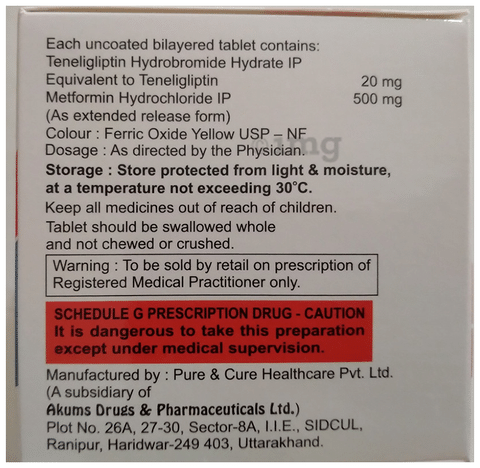 Each uncoated bilayered tablet contains:
Teneligliptin Hydrobromide Hydrate IP
Equivalent to Teneligliptin 20 mg
Metformin Hydrochloride IP 500 mg
(As extended release form)
Colour : Ferric Oxide Yellow USP – NF
Dosage : As directed by the Physician.
Storage : Store protected from light & moisture,
at a temperature not exceeding 30°C.
Keep all medicines out of reach of children.
Tablet should be swallowed whole
and not chewed or crushed.
Warning : To be sold by retail on prescription of
Registered Medical Practitioner only.
SCHEDULE G PRESCRIPTION DRUG - CAUTION
It is dangerous to take this preparation
except under medical supervision.
Manufactured by : Pure & Cure Healthcare Pvt. Ltd.
(A subsidiary of
Akums Drugs & Pharmaceuticals Ltd.)
Plot No. 26A, 27-30, Sector-8A, I.I.E., SIDCUL,
Ranipur, Haridwar-249 403, Uttarakhand.